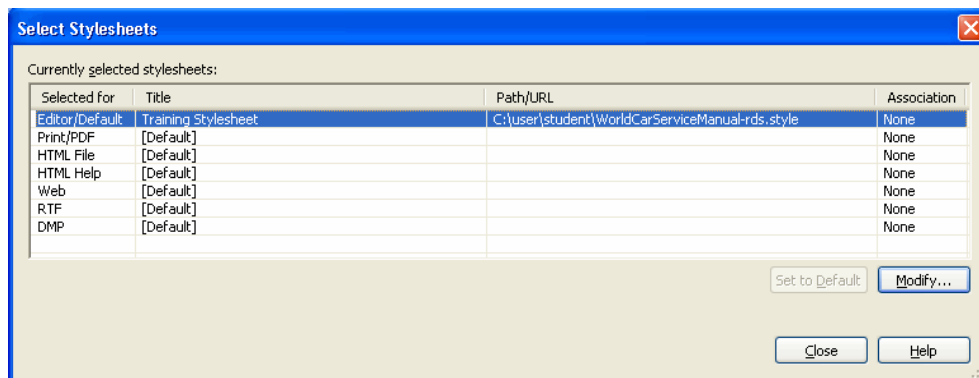 Select Stylesheets
Currently selected stylesheets:
Selected for Title Path/URL Association
Editor/Default Training Stylesheet C:\user\student\WorldCarServiceManual-rds.style None
Print/PDF [Default] None
HTML File [Default] None
HTML Help [Default] None
Web [Default] None
RTF [Default] None
DMP [Default] None
Set to Default Modify...
Close Help